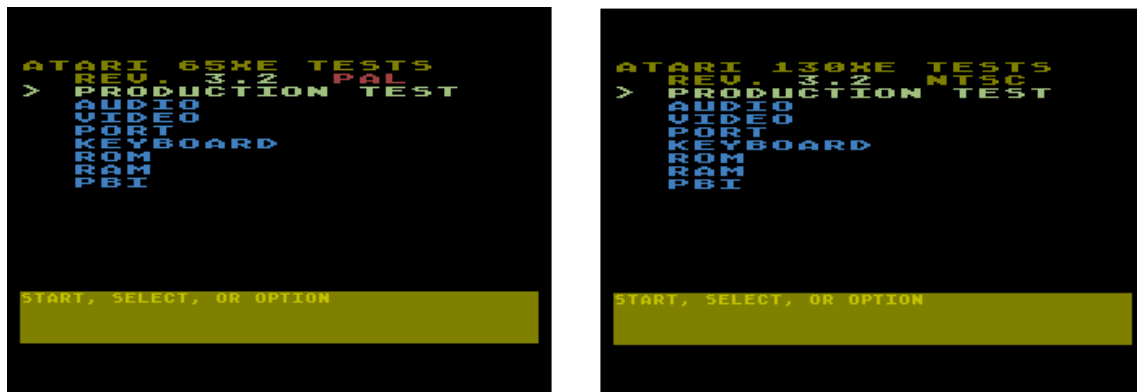 ATARI 65XE TESTS
REV. 3.2 PAL
> PRODUCTION TEST
AUDIO
VIDEO
PORT
KEYBOARD
ROM
RAM
PBI
START, SELECT, OR OPTION
ATARI 130XE TESTS
REV. 3.2 NTSC
> PRODUCTION TEST
AUDIO
VIDEO
PORT
KEYBOARD
ROM
RAM
PBI
START, SELECT, OR OPTION